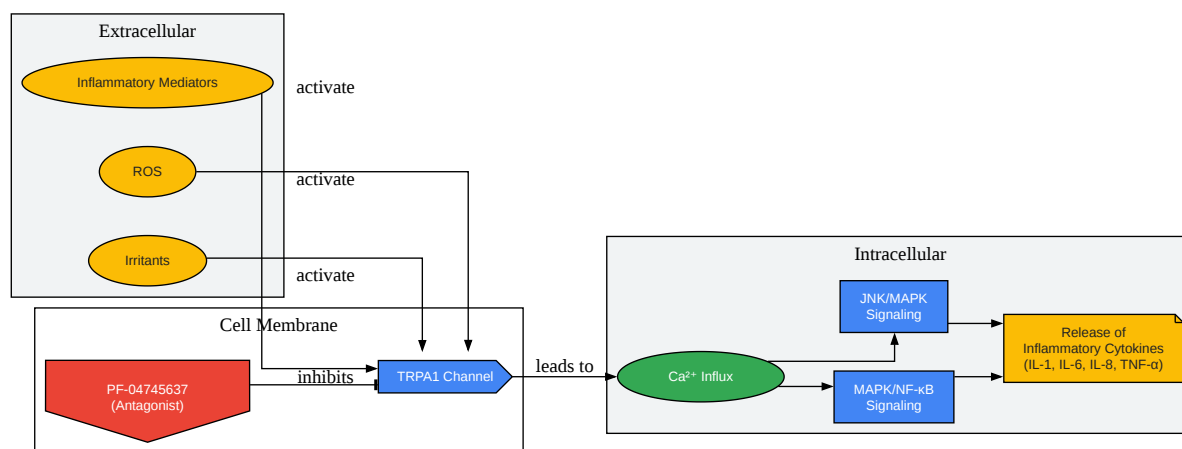 Extracellular
Inflammatory Mediators
activate
ROS
activate
Irritants
activate
Cell Membrane
PF-04745637
(Antagonist)
inhibits
TRPA1 Channel
leads to
Intracellular
Ca²⁺ Influx
JNK/MAPK
Signaling
MAPK/NF-κB
Signaling
Release of
Inflammatory Cytokines
(IL-1, IL-6, IL-8, TNF-α)